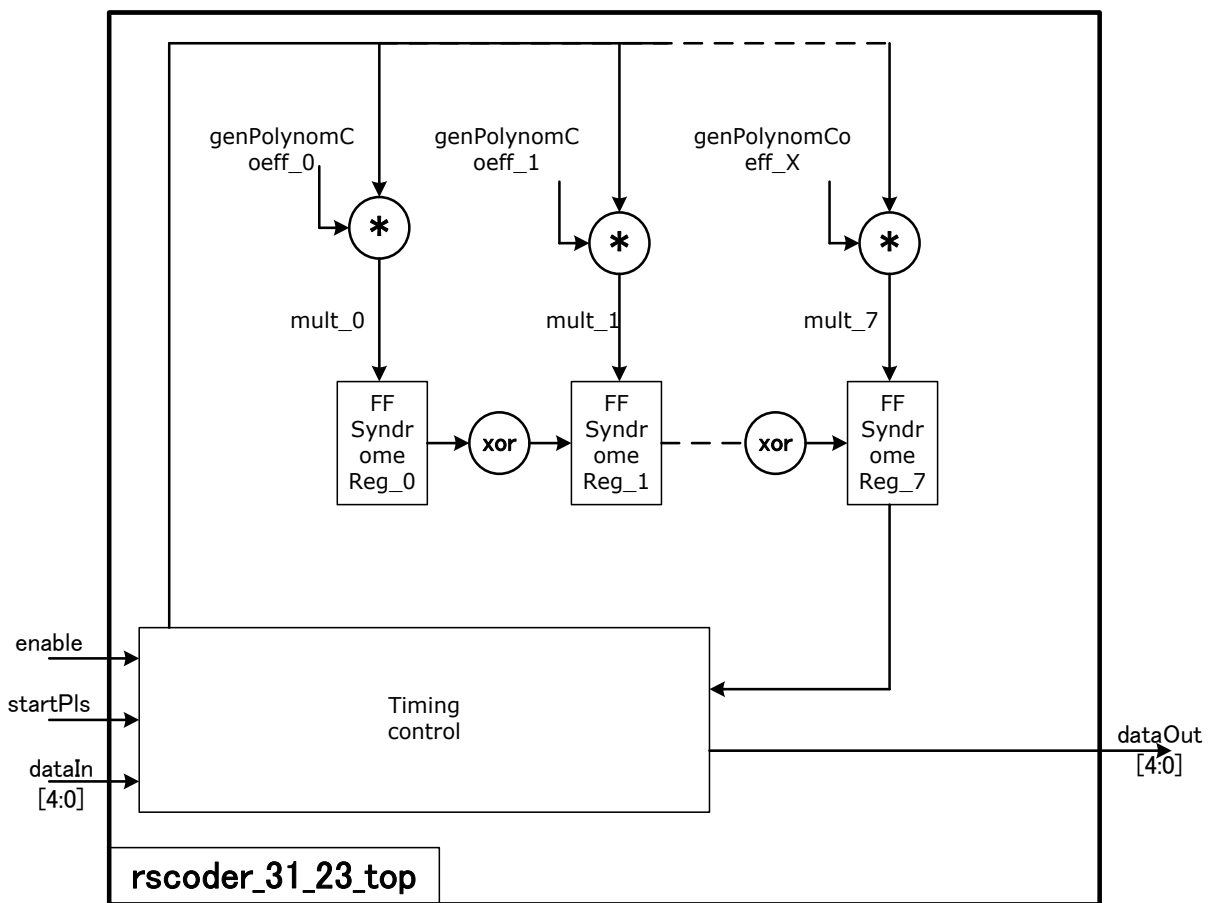 genPolynomC
oeff_0
genPolynomC
oeff_1
genPolynomCo
eff_X
*
*
*
mult_0
mult_1
mult_7
FF
Syndr
ome
Reg_0
xor
FF
Syndr
ome
Reg_1
xor
FF
Syndr
ome
Reg_7
enable
startPls
dataIn
[4:0]
Timing
control
dataOut
[4:0]
rscoder_31_23_top